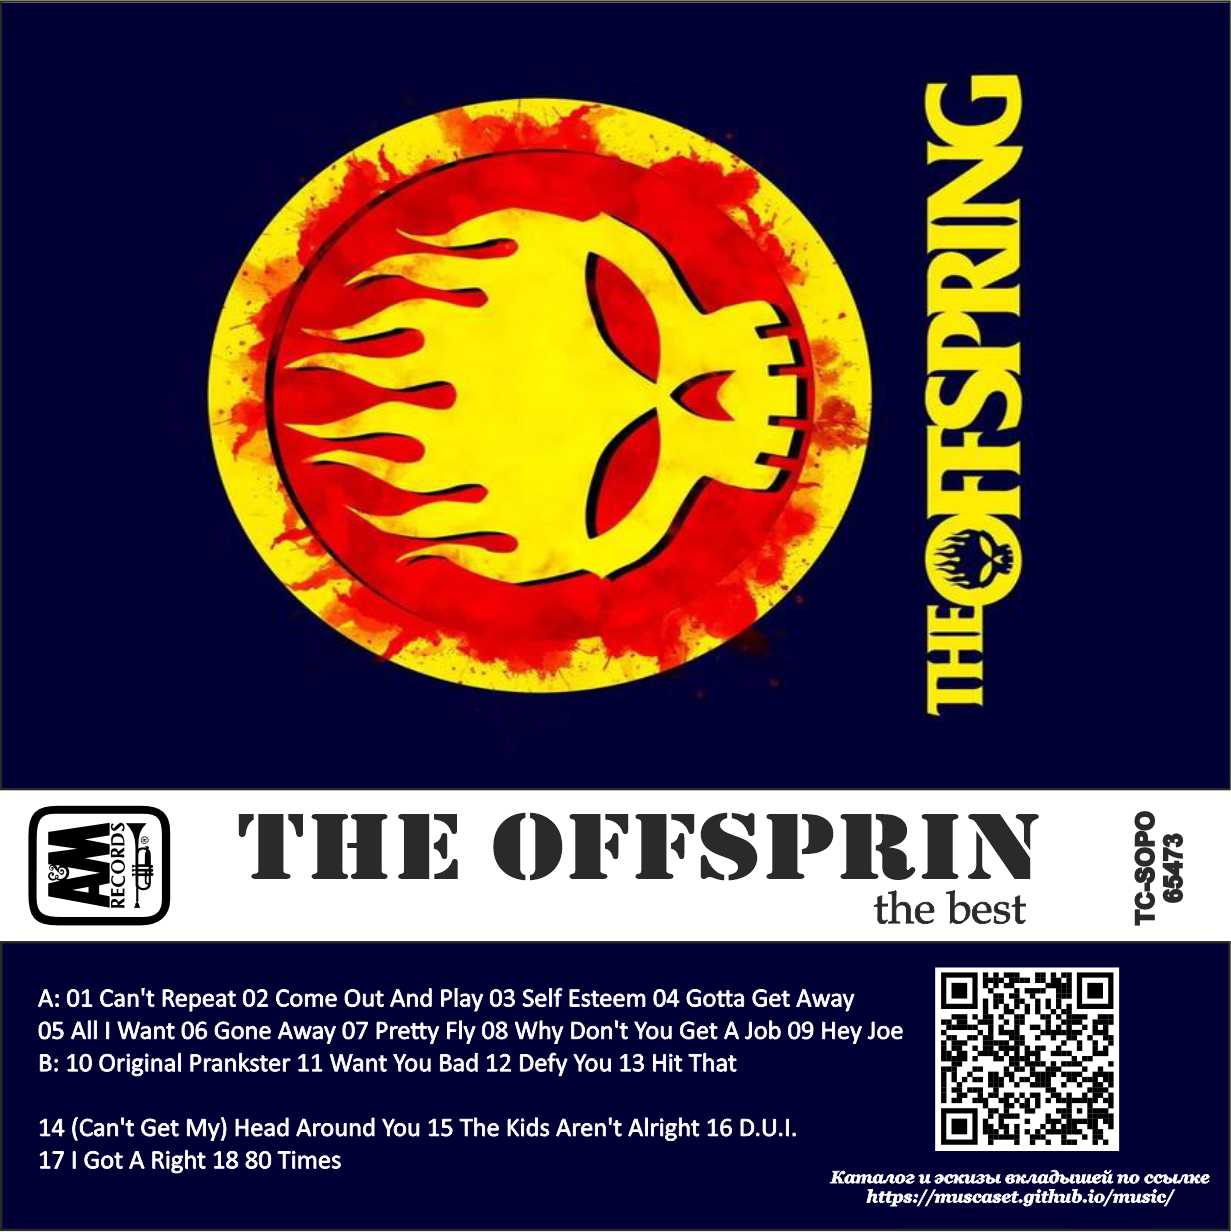 THE OFFSPRING
A&M
RECORDS
®
THE OFFSPRIN
the best
TC-SOPO
65473
A: 01 Can't Repeat 02 Come Out And Play 03 Self Esteem 04 Gotta Get Away
05 All I Want 06 Gone Away 07 Pretty Fly 08 Why Don't You Get A Job 09 Hey Joe
B: 10 Original Prankster 11 Want You Bad 12 Defy You 13 Hit That
14 (Can't Get My) Head Around You 15 The Kids Aren't Alright 16 D.U.I.
17 I Got A Right 18 80 Times
Каталог и эскизы вкладышей по ссылке
https://muscaset.github.io/music/